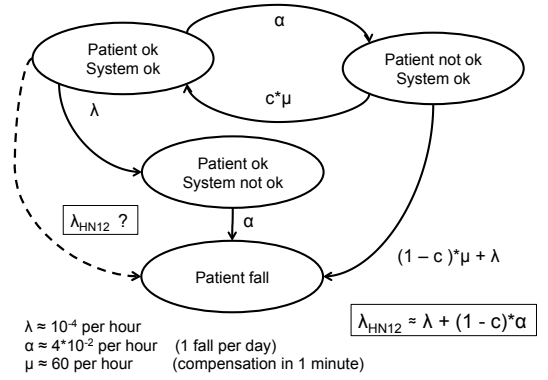 α
Patient ok
System ok
Patient not ok
System ok
c*μ
λ
Patient ok
System not ok
λHN12 ?
α
(1 – c )*μ + λ
Patient fall
λHN12 ≈ λ + (1 - c)*α
λ ≈ 10-4 per hour
α ≈ 4*10-2 per hour (1 fall per day)
μ ≈ 60 per hour (compensation in 1 minute)